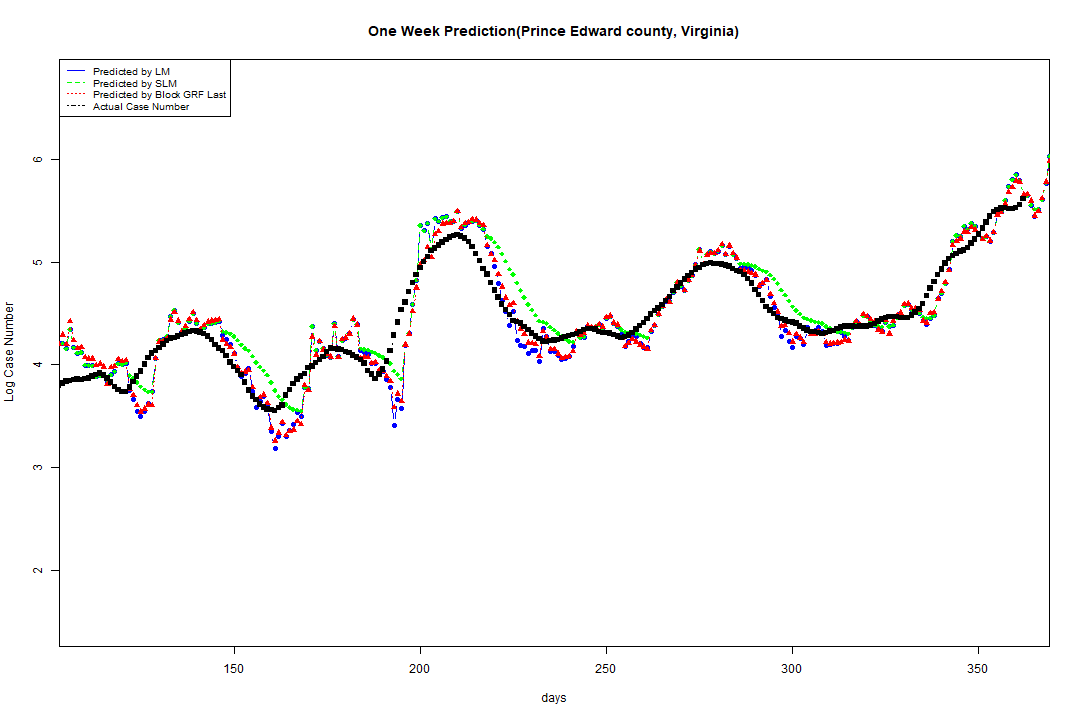 One Week Prediction(Prince Edward county, Virginia)
Predicted by LM
Predicted by SLM
Predicted by Block GRF Last
Actual Case Number
6
5
4
3
2
Log Case Number
150 200 250 300 350
days